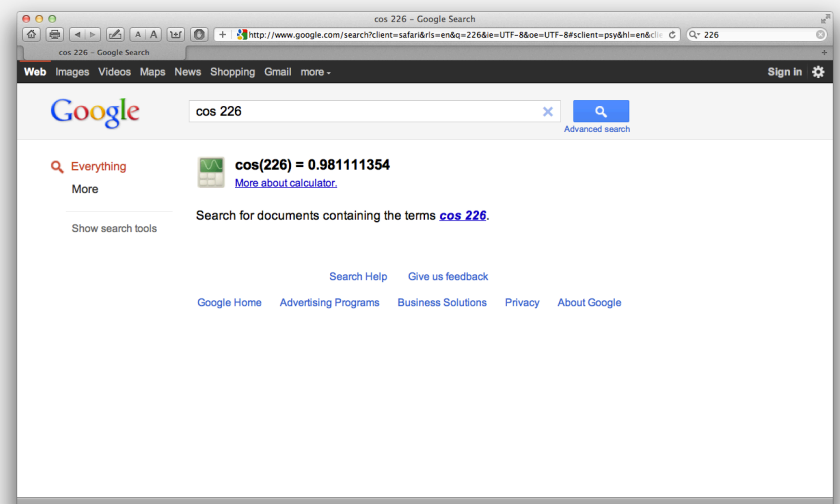 cos 226 – Google Search
A A
+ http://www.google.com/search?client=safari&rls=en&q=226&ie=UTF-8&oe=UTF-8#sclient=psy&hl=en&clie
226
cos 226 – Google Search
Web Images Videos Maps News Shopping Gmail more
Sign in
Google
cos 226
Advanced search
Everything
More
Show search tools
cos(226) = 0.981111354
More about calculator.
Search for documents containing the terms cos 226.
Search Help Give us feedback
Google Home Advertising Programs Business Solutions Privacy About Google